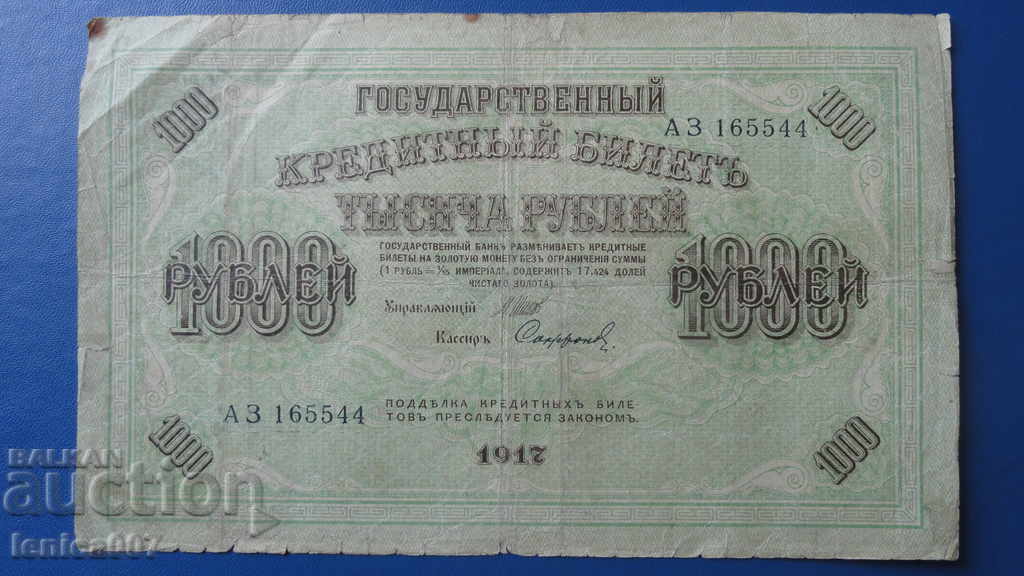 1000
ГОСУДАРСТВЕННЫЙ
1000
АЗ 165544
КРЕДИТНЫЙ БИЛЕТЪ
ТЫСЯЧА РУБЛЕЙ
1000
РУБЛЕЙ
ГОСУДАРСТВЕННЫЙ БАНКЪ РАЗМѢНИВАЕТЪ КРЕДИТНЫЕ
БИЛЕТЫ НА ЗОЛОТУЮ МОНЕТУ БЕЗЪ ОГРАНИЧЕНІЯ СУММЫ
(1 РУБЛЬ = 1/15 ИМПЕРІАЛА, СОДЕРЖИТЪ 17,424 ДОЛЕЙ
ЧИСТАГО ЗОЛОТА).
1000
РУБЛЕЙ
Управляющій
Кассиръ Сафронов
АЗ 165544
ПОДДѢЛКА КРЕДИТНЫХЪ БИЛЕ-
ТОВЪ ПРЕСЛѢДУЕТСЯ ЗАКОНОМЪ.
1000
1917
1000
BALKAN
auction
lenica007